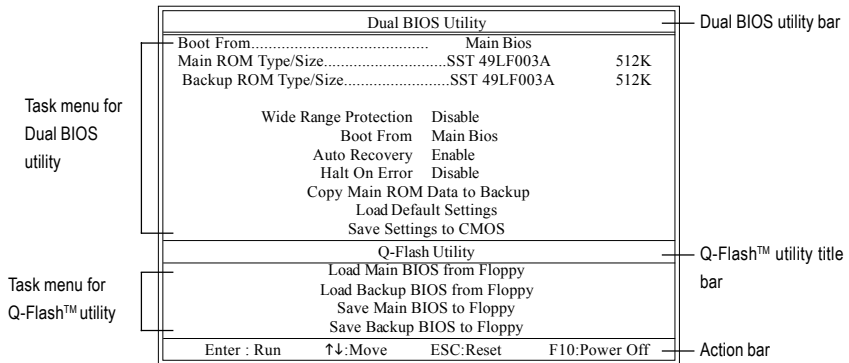 Dual BIOS Utility
Dual BIOS utility bar
Boot From.......................................... Main Bios
Main ROM Type/Size.............................SST 49LF003A 512K
Backup ROM Type/Size.........................SST 49LF003A 512K
Task menu for
Dual BIOS
utility
Wide Range Protection Disable
Boot From Main Bios
Auto Recovery Enable
Halt On Error Disable
Copy Main ROM Data to Backup
Load Default Settings
Save Settings to CMOS
Q-Flash Utility
Q-Flash™ utility title
bar
Task menu for
Q-Flash™ utility
Load Main BIOS from Floppy
Load Backup BIOS from Floppy
Save Main BIOS to Floppy
Save Backup BIOS to Floppy
Enter : Run ↑↓:Move ESC:Reset F10:Power Off
Action bar